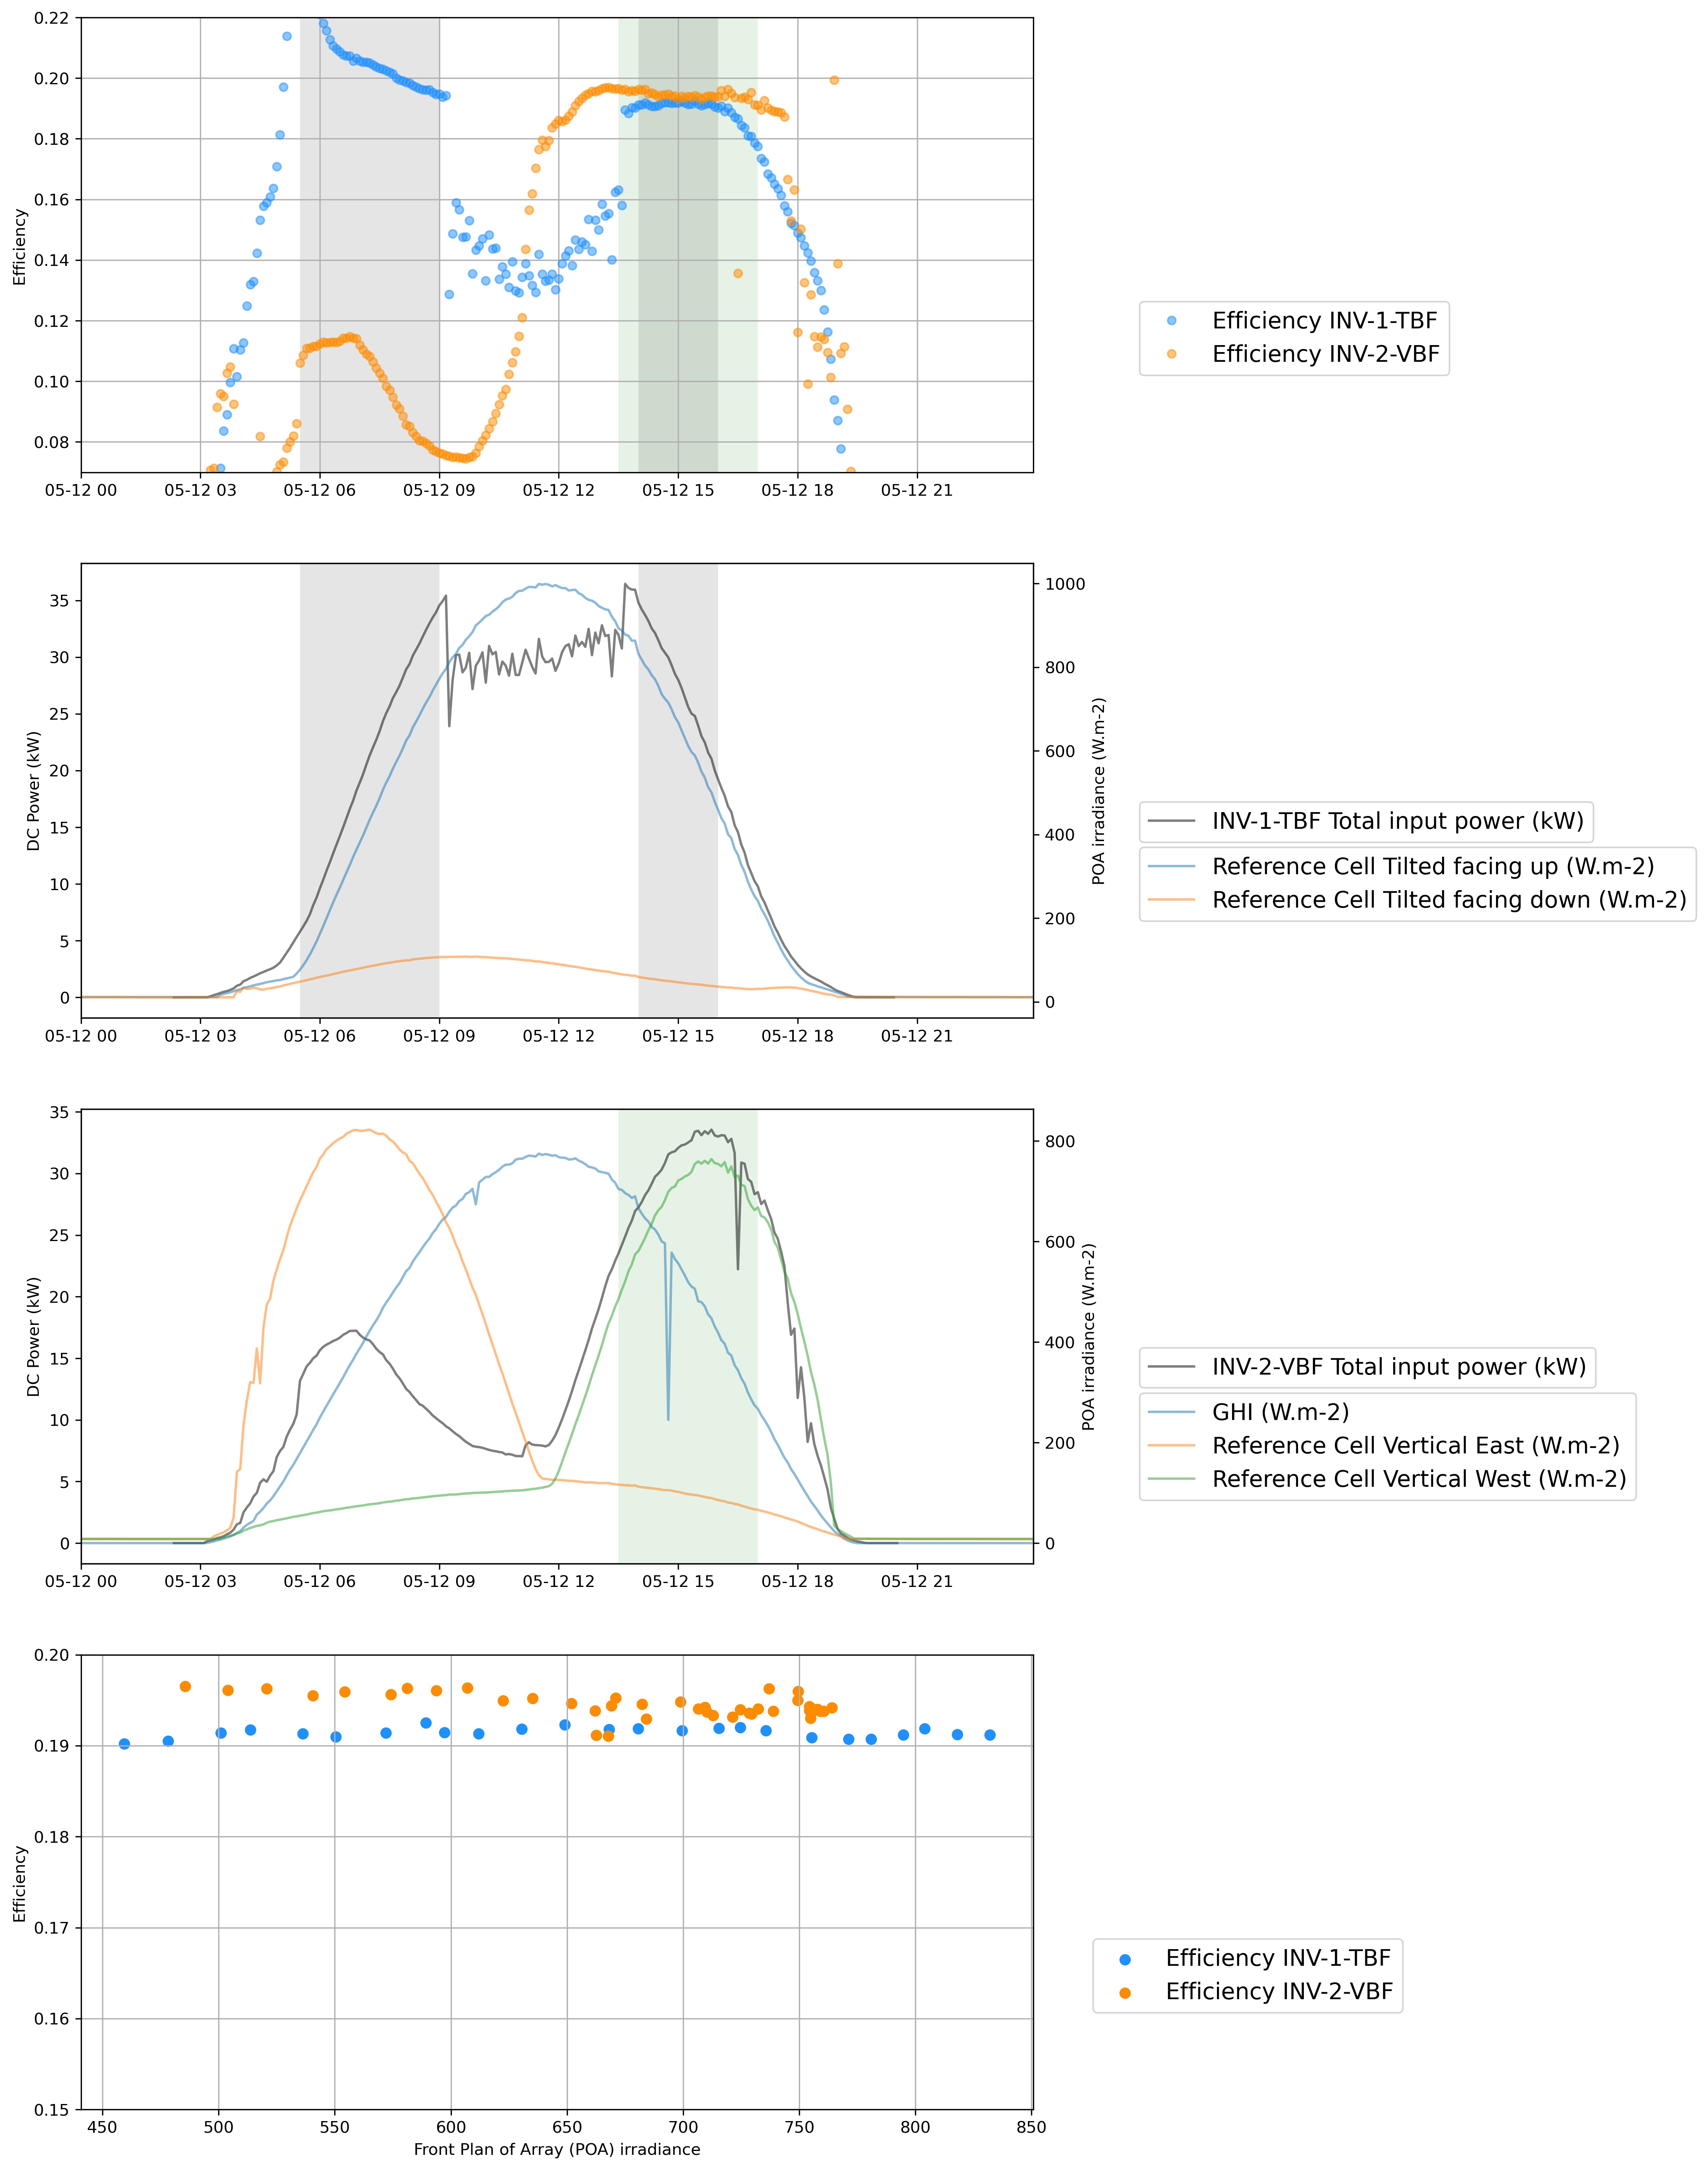 0.22
0.20
0.18
0.16
0.14
0.12
0.10
0.08
Efficiency
05-12 00 05-12 03 05-12 06 05-12 09 05-12 12 05-12 15 05-12 18 05-12 21
Efficiency INV-1-TBF
Efficiency INV-2-VBF
35
30
25
20
15
10
5
0
DC Power (kW)
1000
800
600
400
200
0
POA irradiance (W.m-2)
05-12 00 05-12 03 05-12 06 05-12 09 05-12 12 05-12 15 05-12 18 05-12 21
INV-1-TBF Total input power (kW)
Reference Cell Tilted facing up (W.m-2)
Reference Cell Tilted facing down (W.m-2)
35
30
25
20
15
10
5
0
DC Power (kW)
800
600
400
200
0
POA irradiance (W.m-2)
05-12 00 05-12 03 05-12 06 05-12 09 05-12 12 05-12 15 05-12 18 05-12 21
INV-2-VBF Total input power (kW)
GHI (W.m-2)
Reference Cell Vertical East (W.m-2)
Reference Cell Vertical West (W.m-2)
0.20
0.19
0.18
0.17
0.16
0.15
Efficiency
450 500 550 600 650 700 750 800 850
Front Plan of Array (POA) irradiance
Efficiency INV-1-TBF
Efficiency INV-2-VBF